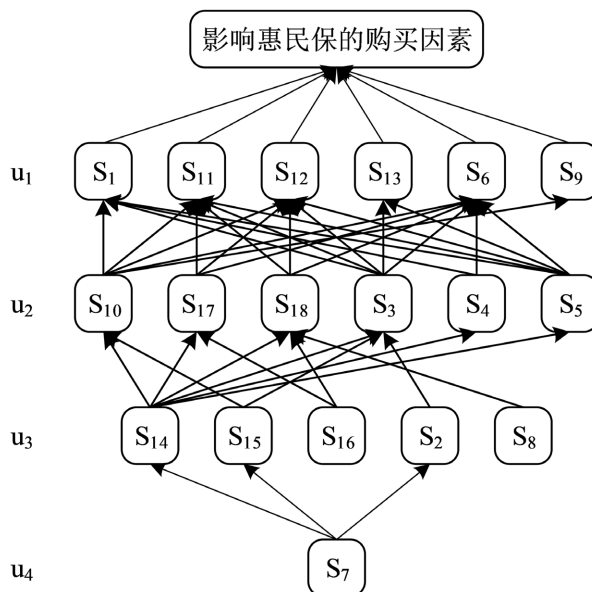 影响惠民保的购买因素
u₁ S₁ S₁₁ S₁₂ S₁₃ S₆ S₉
u₂ S₁₀ S₁₇ S₁₈ S₃ S₄ S₅
u₃ S₁₄ S₁₅ S₁₆ S₂ S₈
u₄ S₇